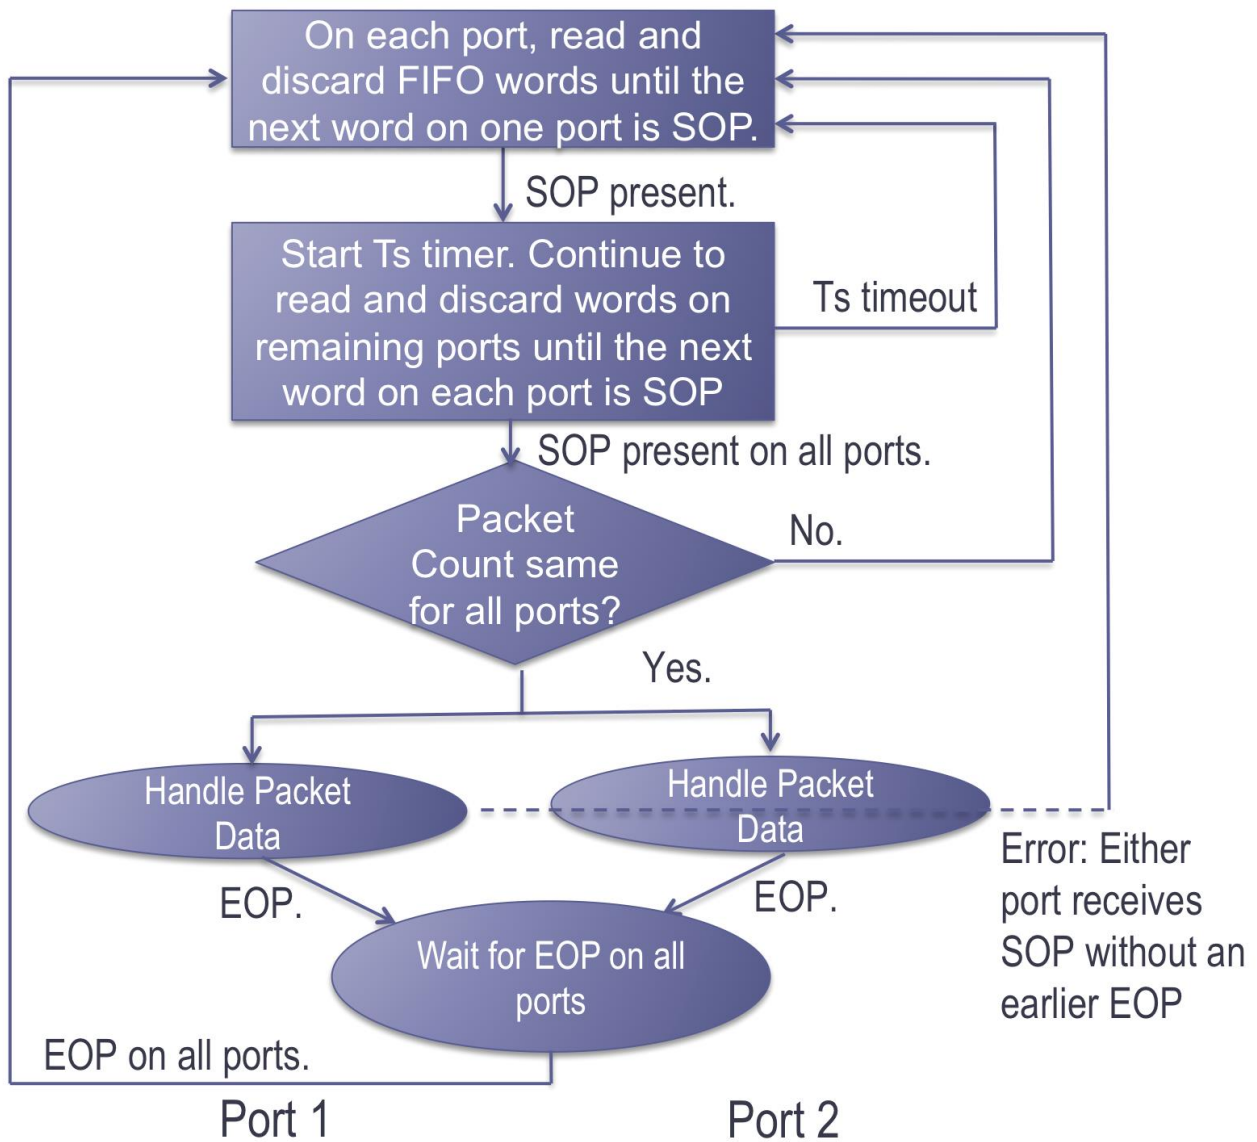 On each port, read and
discard FIFO words until the
next word on one port is SOP.
SOP present.
Start Ts timer. Continue to
read and discard words on
remaining ports until the next
word on each port is SOP
Ts timeout
SOP present on all ports.
Packet
Count same
for all ports?
No.
Yes.
Handle Packet
Data
Handle Packet
Data
Error: Either
port receives
SOP without an
earlier EOP
EOP.
EOP.
Wait for EOP on all
ports
EOP on all ports.
Port 1
Port 2